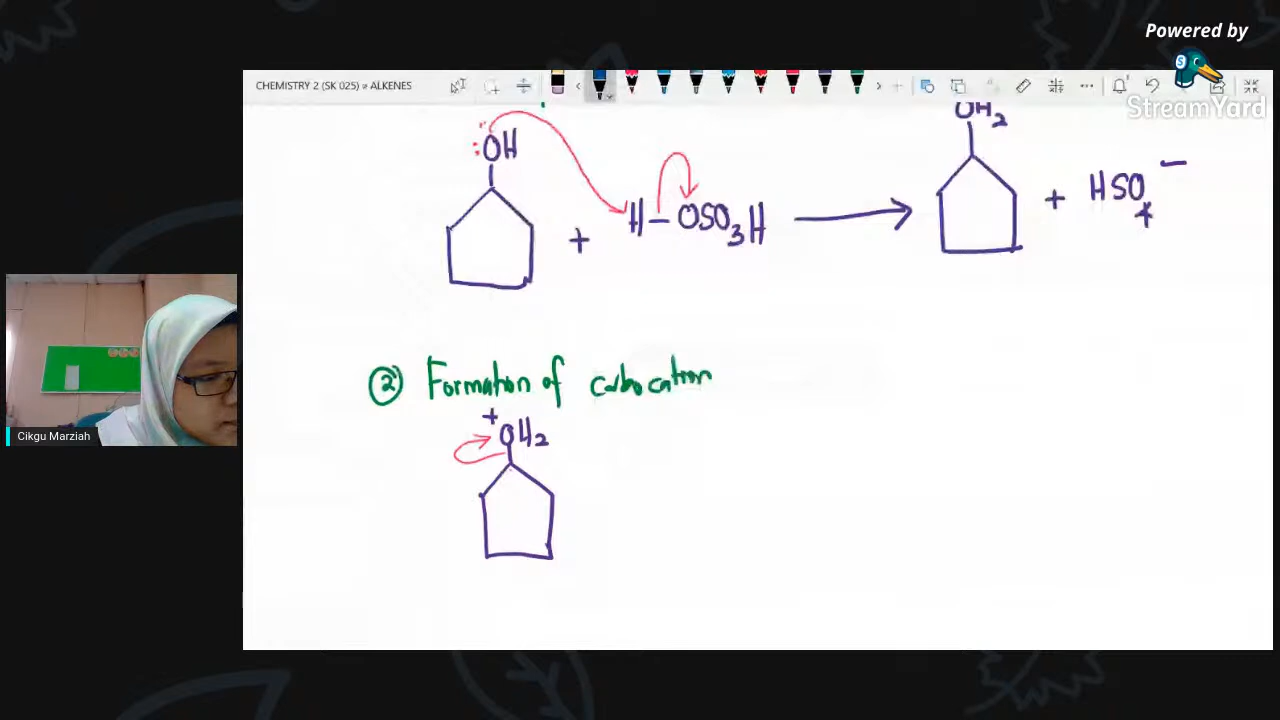 Powered by
StreamYard
CHEMISTRY 2 (SK 025) ≈ ALKENES
OH2
:OH
H – OSO3H
+
+ HSO4 –
② Formation of carbocation
+
OH2
Cikgu Marziah